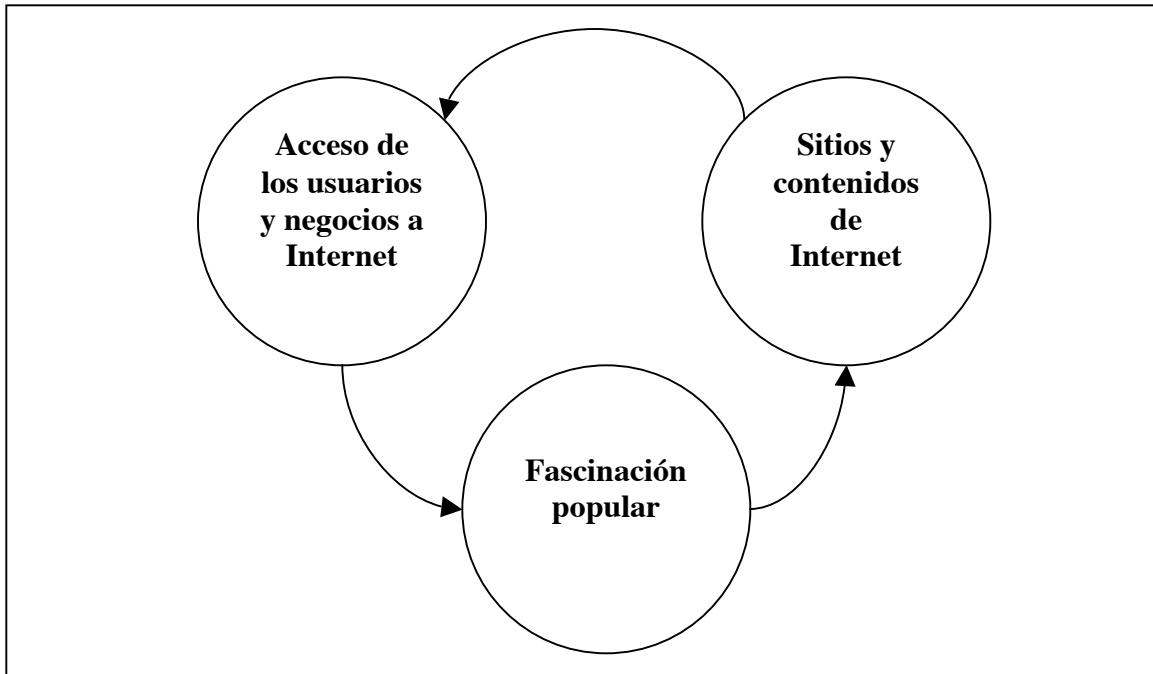 Acceso de
los usuarios
y negocios a
Internet
Sitios y
contenidos
de
Internet
Fascinación
popular